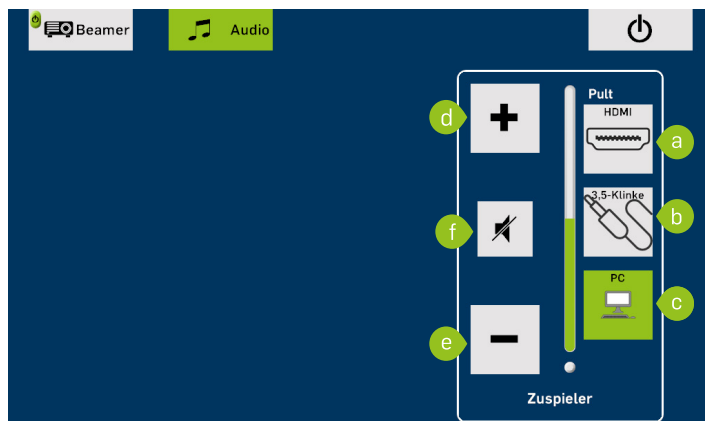 Beamer
Audio
Pult
HDMI
d
a
3,5-Klinke
b
f
PC
c
e
Zuspieler